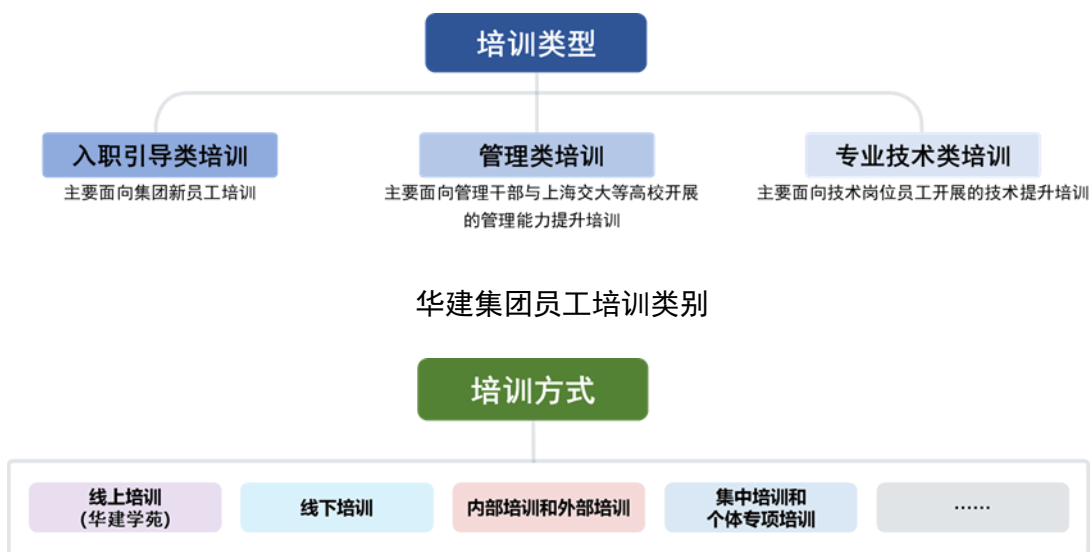 培训类型
入职引导类培训
管理类培训
专业技术类培训
主要面向集团新员工培训
主要面向管理干部与上海交大等高校开展
的管理能力提升培训
主要面向技术岗位员工开展的技术提升培训
华建集团员工培训类别
培训方式
线上培训
(华建学苑)
线下培训
内部培训和外部培训
集中培训和
个体专项培训
......